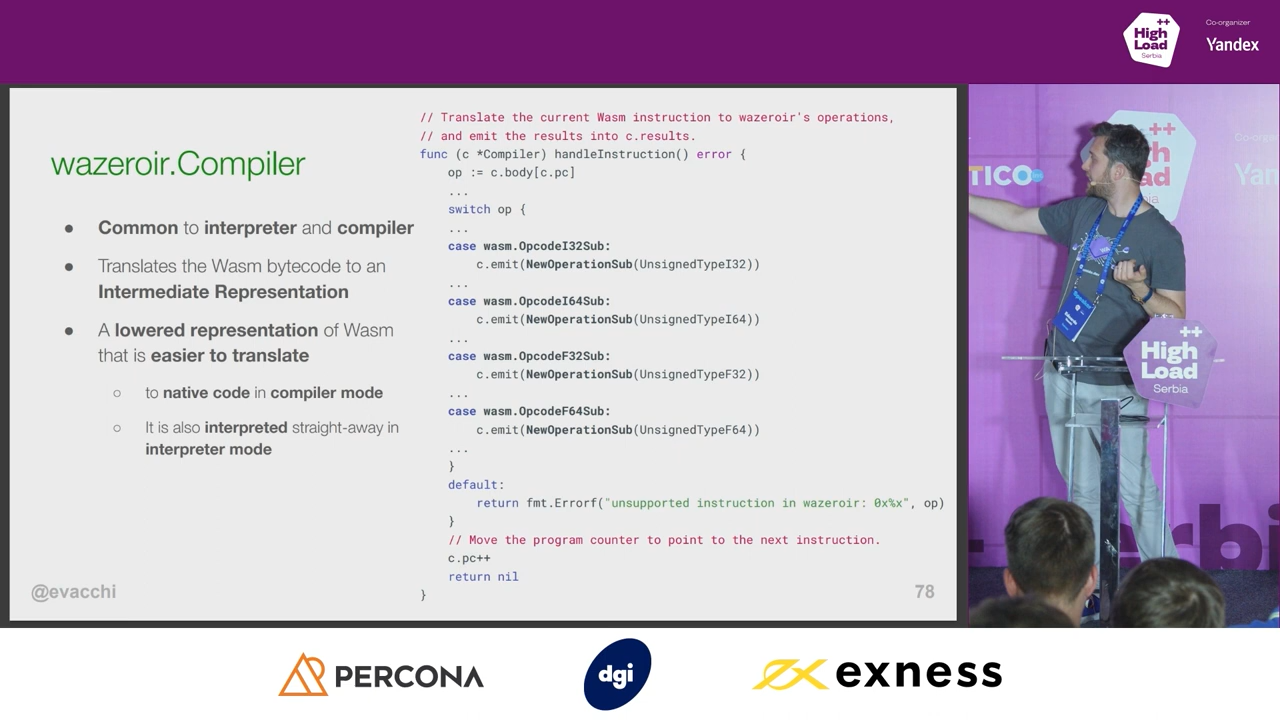 ++
High
Load
Serbia
Co-organizer
Yandex
wazeroir.Compiler
● Common to interpreter and compiler
● Translates the Wasm bytecode to an
Intermediate Representation
● A lowered representation of Wasm
that is easier to translate
○ to native code in compiler mode
○ It is also interpreted straight-away in
interpreter mode
// Translate the current Wasm instruction to wazeroir's operations,
// and emit the results into c.results.
func (c *Compiler) handleInstruction() error {
    op := c.body[c.pc]
    ...
    switch op {
    ...
    case wasm.OpcodeI32Sub:
        c.emit(NewOperationSub(UnsignedTypeI32))
    ...
    case wasm.OpcodeI64Sub:
        c.emit(NewOperationSub(UnsignedTypeI64))
    ...
    case wasm.OpcodeF32Sub:
        c.emit(NewOperationSub(UnsignedTypeF32))
    ...
    case wasm.OpcodeF64Sub:
        c.emit(NewOperationSub(UnsignedTypeF64))
    ...
    }
    default:
        return fmt.Errorf("unsupported instruction in wazeroir: 0x%x", op)
    }
    // Move the program counter to point to the next instruction.
    c.pc++
    return nil
}
@evacchi
78
TICO
Co-org
Yan
Speaker
++
High
Load
Serbia
erbi
PERCONA
dgi
exness